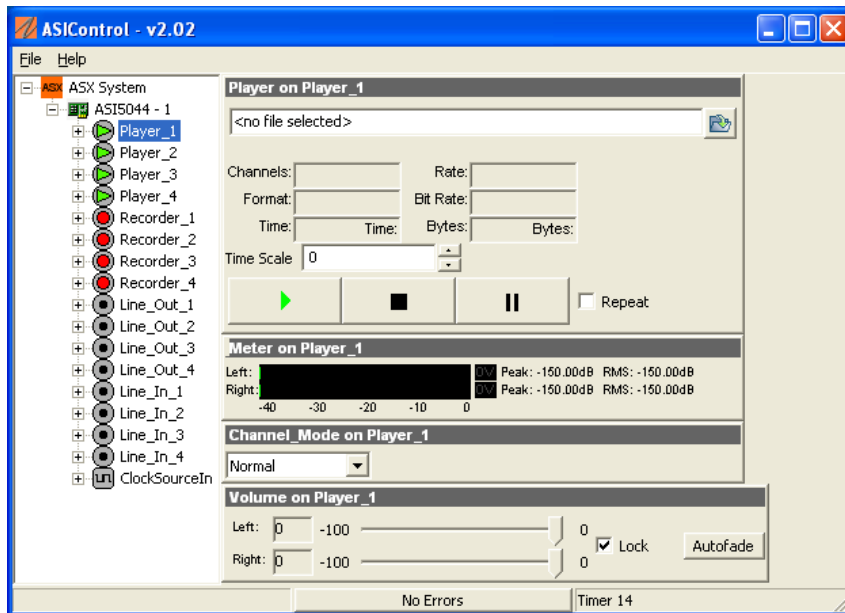 ASIControl - v2.02
File Help
ASX ASX System
ASI5044 - 1
Player_1
Player_2
Player_3
Player_4
Recorder_1
Recorder_2
Recorder_3
Recorder_4
Line_Out_1
Line_Out_2
Line_Out_3
Line_Out_4
Line_In_1
Line_In_2
Line_In_3
Line_In_4
ClockSourceIn
Player on Player_1
<no file selected>
Channels: Rate:
Format: Bit Rate:
Time: Time: Bytes: Bytes:
Time Scale 0
Repeat
Meter on Player_1
Left: 0V Peak: -150.00dB RMS: -150.00dB
Right: 0V Peak: -150.00dB RMS: -150.00dB
-40 -30 -20 -10 0
Channel_Mode on Player_1
Normal
Volume on Player_1
Left: 0 -100 0
Lock Autofade
Right: 0 -100 0
No Errors Timer 14